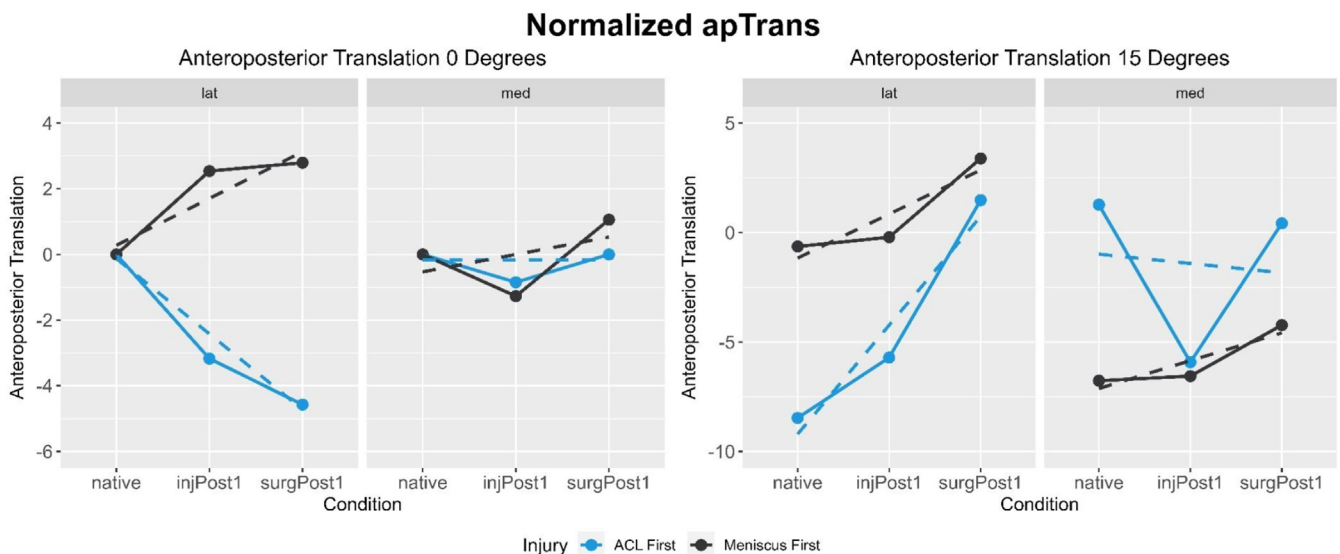 Normalized apTrans
Anteroposterior Translation 0 Degrees
lat
med
Anteroposterior Translation
4
2
0
-2
-4
-6
native
injPost1
surgPost1
native
injPost1
surgPost1
Condition
Anteroposterior Translation 15 Degrees
lat
med
Anteroposterior Translation
5
0
-5
-10
native
injPost1
surgPost1
native
injPost1
surgPost1
Condition
Injury ACL First Meniscus First